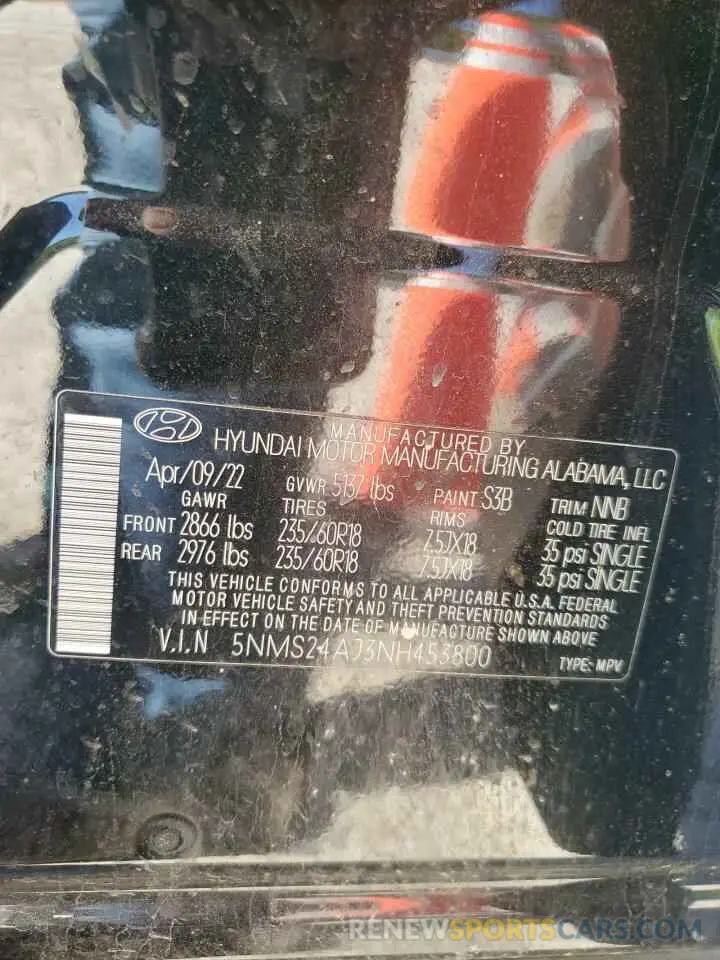 MANUFACTURED BY
HYUNDAI MOTOR MANUFACTURING ALABAMA, LLC
Apr/09/22 GVWR 5137 lbs PAINT S3B TRIM NNB
GAWR TIRES RIMS COLD TIRE INFL
FRONT 2866 lbs 235/60R18 7.5JX18 35 psi SINGLE
REAR 2976 lbs 235/60R18 7.5JX18 35 psi SINGLE
THIS VEHICLE CONFORMS TO ALL APPLICABLE U.S.A. FEDERAL
MOTOR VEHICLE SAFETY AND THEFT PREVENTION STANDARDS
IN EFFECT ON THE DATE OF MANUFACTURE SHOWN ABOVE
V.I.N 5NMS24AJ3NH453800 TYPE: MPV
RENEWSPORTSCARS.COM